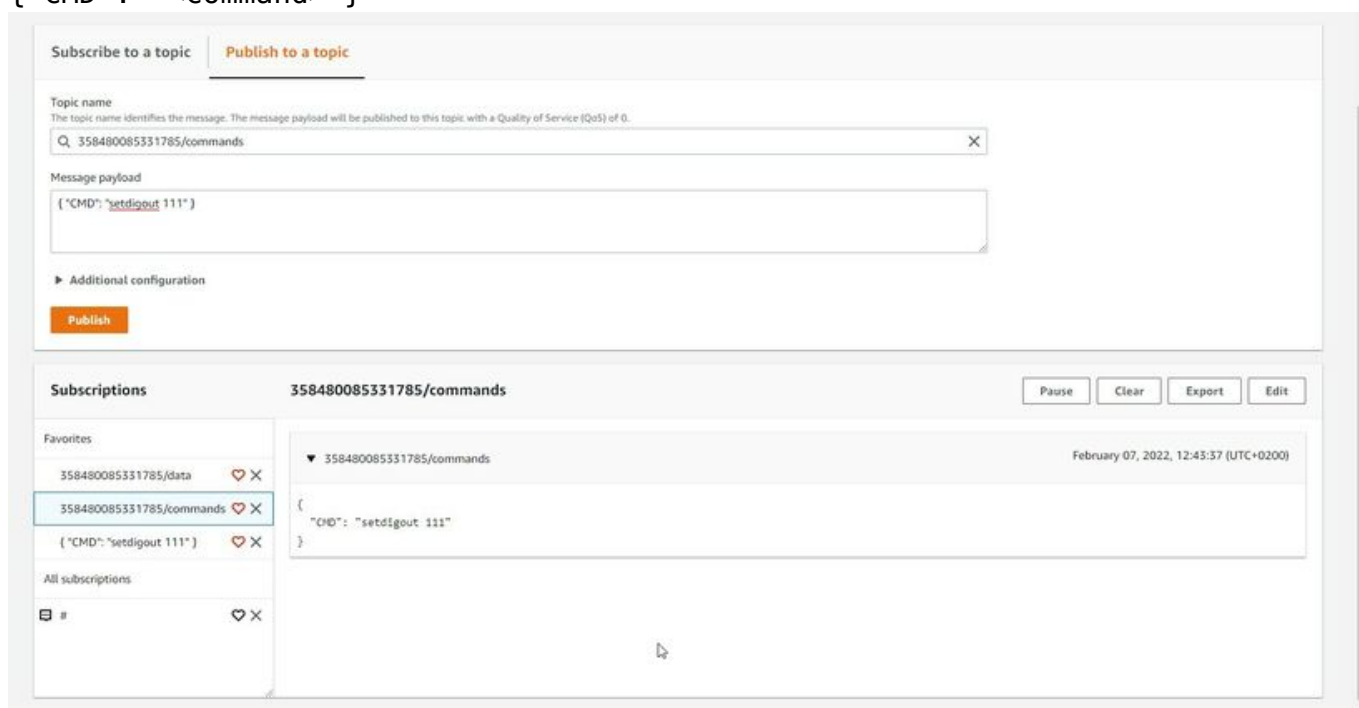 Subscribe to a topic
Publish to a topic
Topic name
The topic name identifies the message. The message payload will be published to this topic with a Quality of Service (QoS) of 0.
358480085331785/commands
Message payload
{ "CMD": "setdigout 111" }
Additional configuration
Publish
Subscriptions
358480085331785/commands
Pause
Clear
Export
Edit
Favorites
358480085331785/data
358480085331785/commands
{ "CMD": "setdigout 111" }
All subscriptions
#
358480085331785/commands
February 07, 2022, 12:43:37 (UTC+0200)
{
"CMD": "setdigout 111"
}